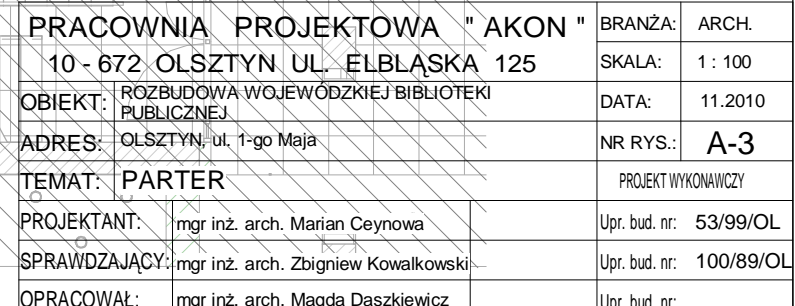 PRACOWNIA PROJEKTOWA " AKON " BRANŻA: ARCH.
10 - 672 OLSZTYN UL. ELBLĄSKA 125 SKALA: 1 : 100
OBIEKT: ROZBUDOWA WOJEWÓDZKIEJ BIBLIOTEKI
PUBLICZNEJ DATA: 11.2010
ADRES: OLSZTYN, ul. 1-go Maja NR RYS.: A-3
TEMAT: PARTER PROJEKT WYKONAWCZY
PROJEKTANT: mgr inż. arch. Marian Ceynowa Upr. bud. nr: 53/99/OL
SPRAWDZAJĄCY: mgr inż. arch. Zbigniew Kowalkowski Upr. bud. nr: 100/89/OL
OPRACOWAŁ: mgr inż. arch. Magda Daszkiewicz Upr. bud. nr: